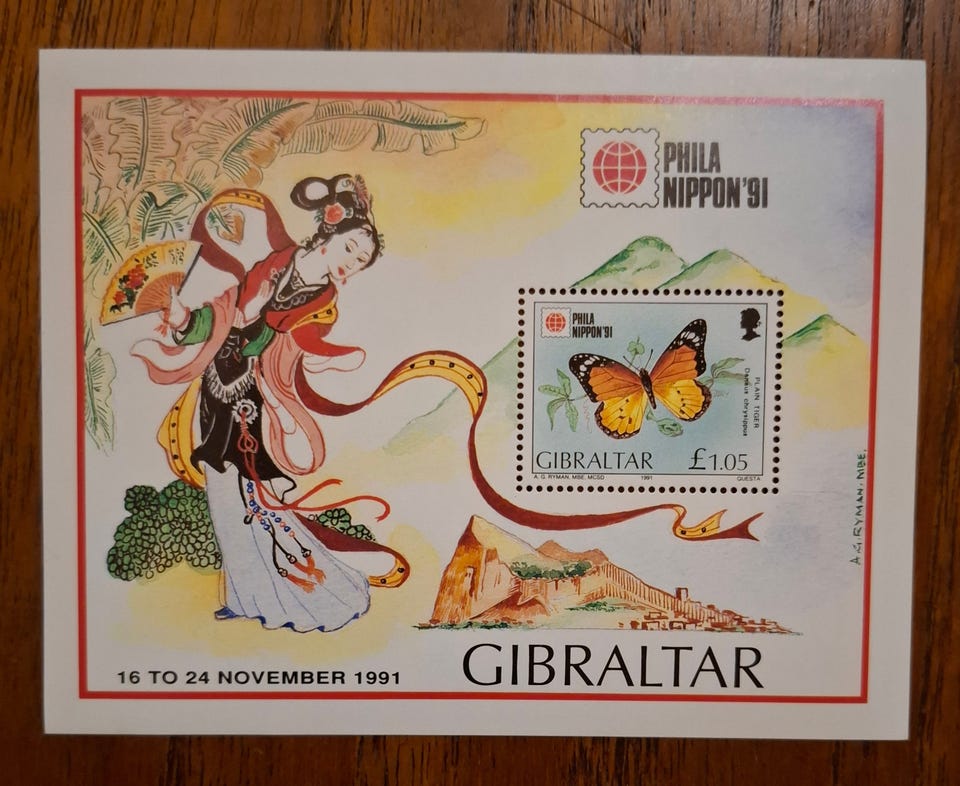 PHILA
NIPPON'91
PHILA
NIPPON'91
PLAIN TIGER
Danaus chrysippus
GIBRALTAR £1.05
A. G. RYMAN, MBE, MCSD 1991 QUESTA
A.G.RYMAN.MBE.
16 TO 24 NOVEMBER 1991
GIBRALTAR